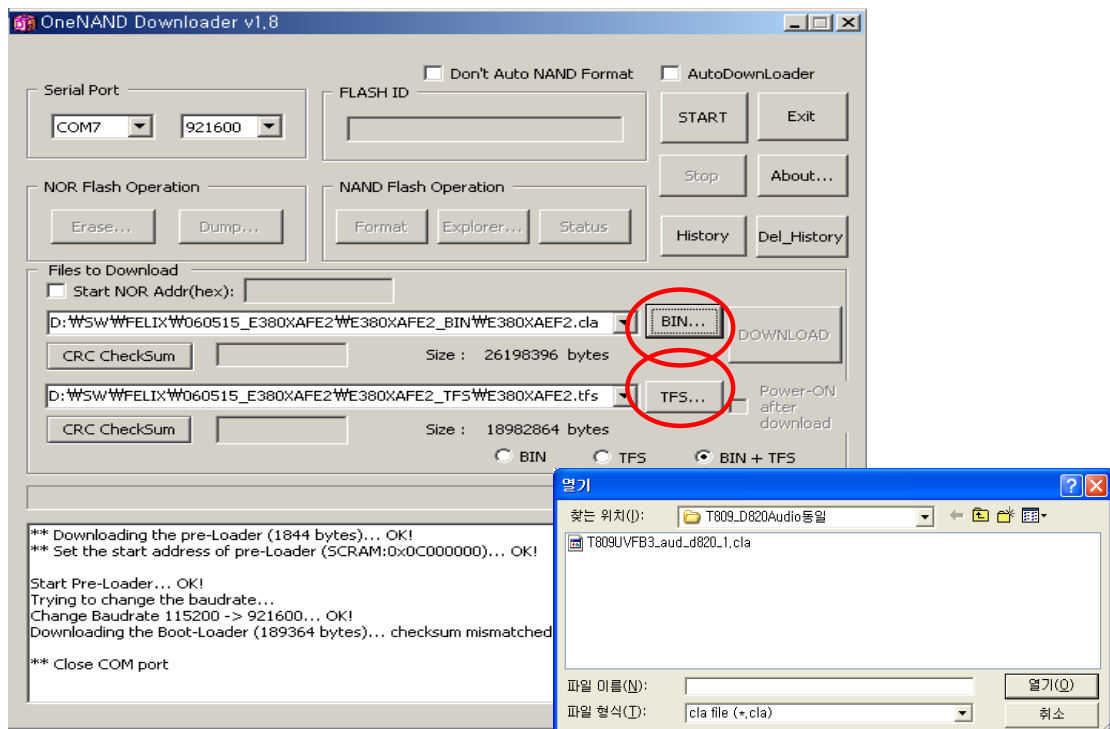 OneNAND Downloader v1,8
Don't Auto NAND Format
AutoDownLoader
Serial Port
FLASH ID
COM7
921600
START
Exit
Stop
About...
NOR Flash Operation
NAND Flash Operation
Erase...
Dump...
Format
Explorer...
Status
History
Del_History
Files to Download
Start NOR Addr(hex):
D:₩SW₩FELIX₩060515_E380XAFE2₩E380XAFE2_BIN₩E380XAEF2.cla
BIN...
DOWNLOAD
CRC CheckSum
Size : 26198396 bytes
D:₩SW₩FELIX₩060515_E380XAFE2₩E380XAFE2_TFS₩E380XAFE2.tfs
TFS...
Power-ON
after
download
CRC CheckSum
Size : 18982864 bytes
BIN
TFS
BIN + TFS
** Downloading the pre-Loader (1844 bytes)... OK!
** Set the start address of pre-Loader (SCRAM:0x0C000000)... OK!
Start Pre-Loader... OK!
Trying to change the baudrate...
Change Baudrate 115200 -> 921600... OK!
Downloading the Boot-Loader (189364 bytes)... checksum mismatched
** Close COM port
열기
찾는 위치(I):
T809_D820Audio동일
T809UVFB3_aud_d820_1,cla
파일 이름(N):
열기(O)
파일 형식(T):
cla file (*,cla)
취소